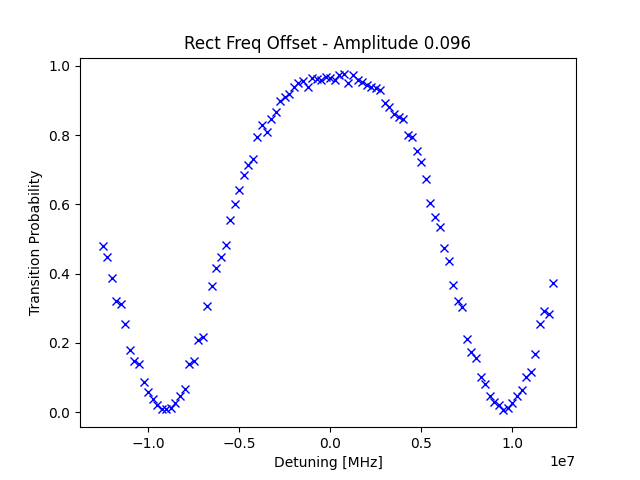 Rect Freq Offset - Amplitude 0.096
1.0
0.8
0.6
0.4
0.2
0.0
Transition Probability
−1.0
−0.5
0.0
0.5
1.0
1e7
Detuning [MHz]